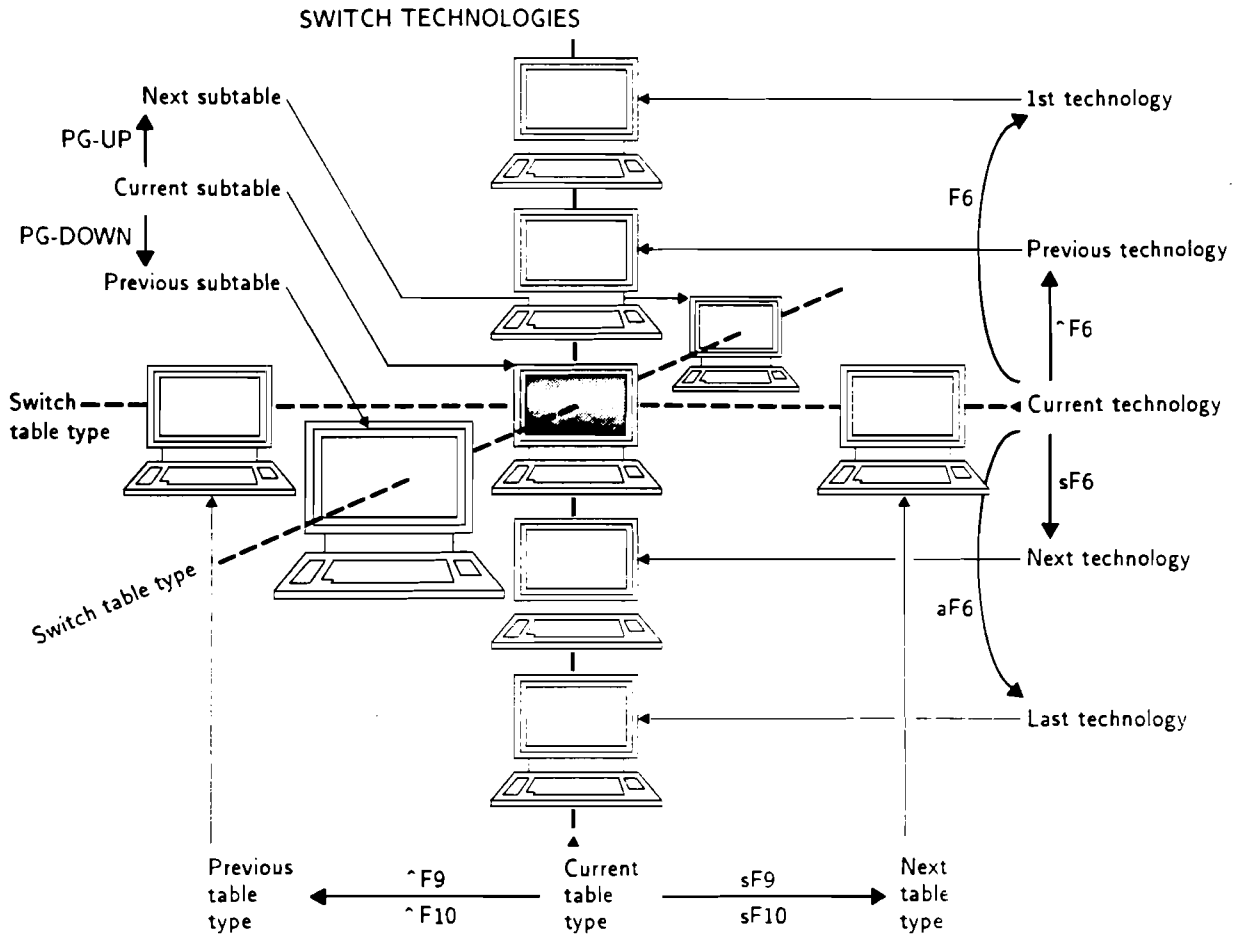 SWITCH TECHNOLOGIES
Next subtable
1st technology
PG-UP
Current subtable
F6
PG-DOWN
Previous technology
Previous subtable
^F6
Switch
table type
Current technology
sF6
Next technology
Switch table type
aF6
Last technology
Previous
table
type
^F9
^F10
Current
table
type
sF9
sF10
Next
table
type